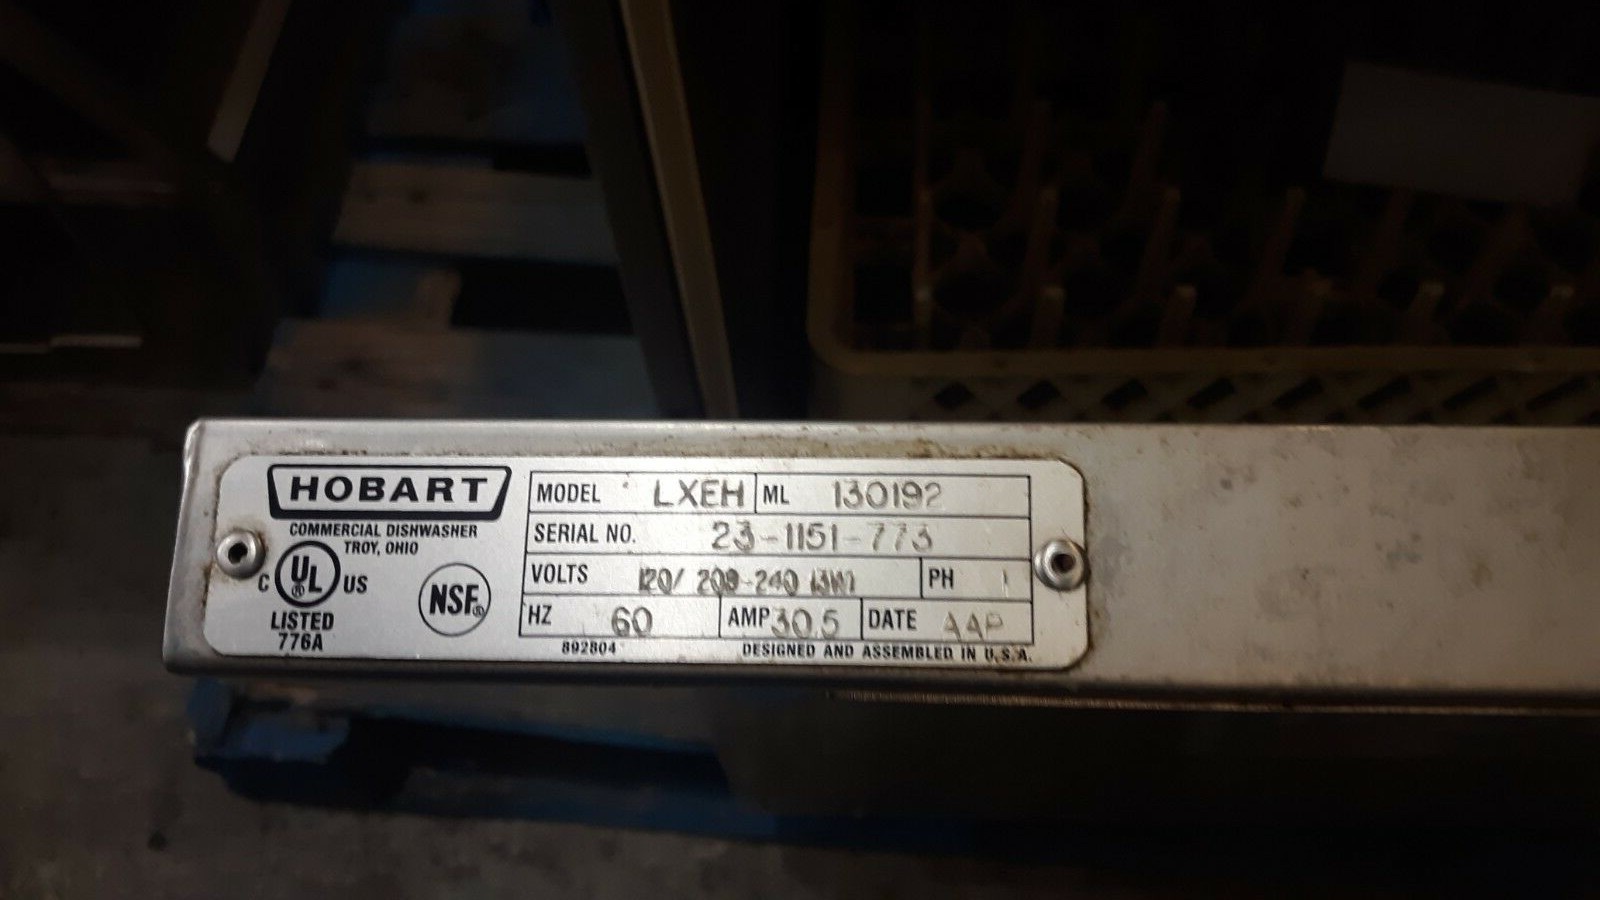 HOBART
COMMERCIAL DISHWASHER
TROY, OHIO
C UL ® US
LISTED
776A
NSF®
MODEL LXEH ML 130192
SERIAL NO. 23-1151-773
VOLTS 120/ 208-240 (3W) PH 1
HZ 60 AMP 30.5 DATE AAP
892804 DESIGNED AND ASSEMBLED IN U.S.A.